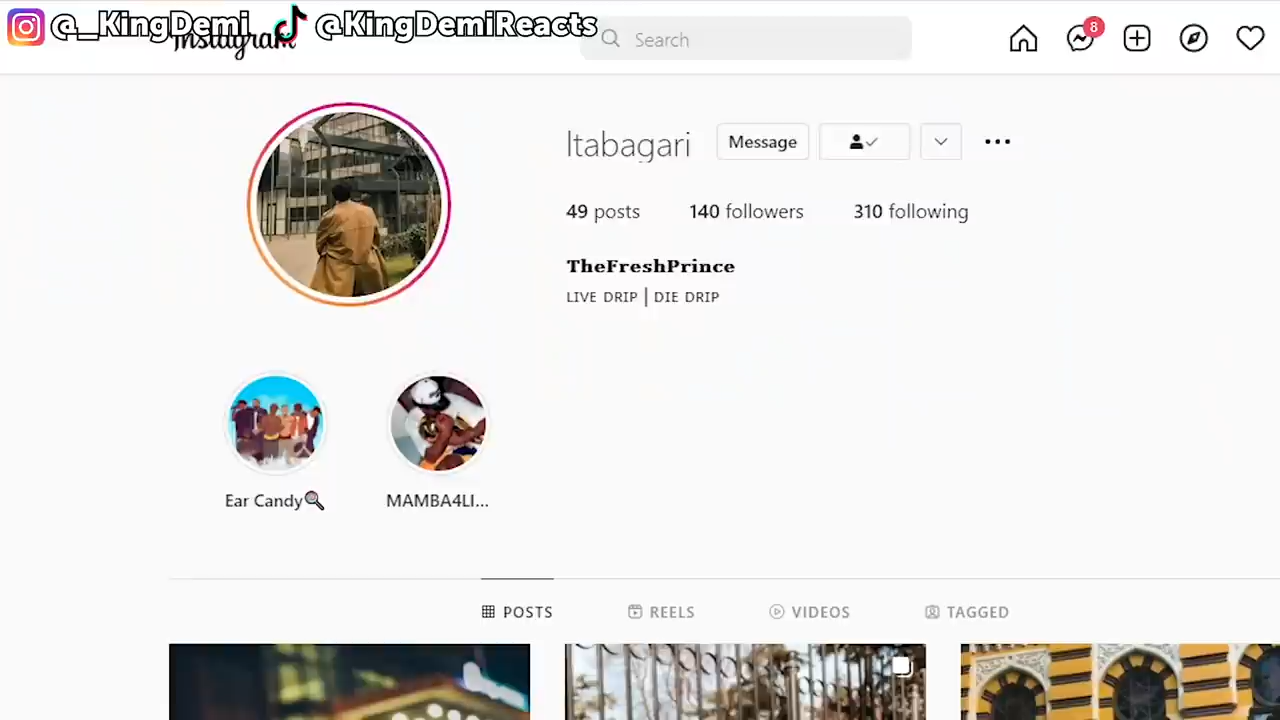 @_KingDemi @KingDemiReacts
Instagram
Search
8
ltabagari
Message
49 posts 140 followers 310 following
TheFreshPrince
LIVE DRIP | DIE DRIP
Ear Candy🔍 MAMBA4LI...
POSTS REELS VIDEOS TAGGED